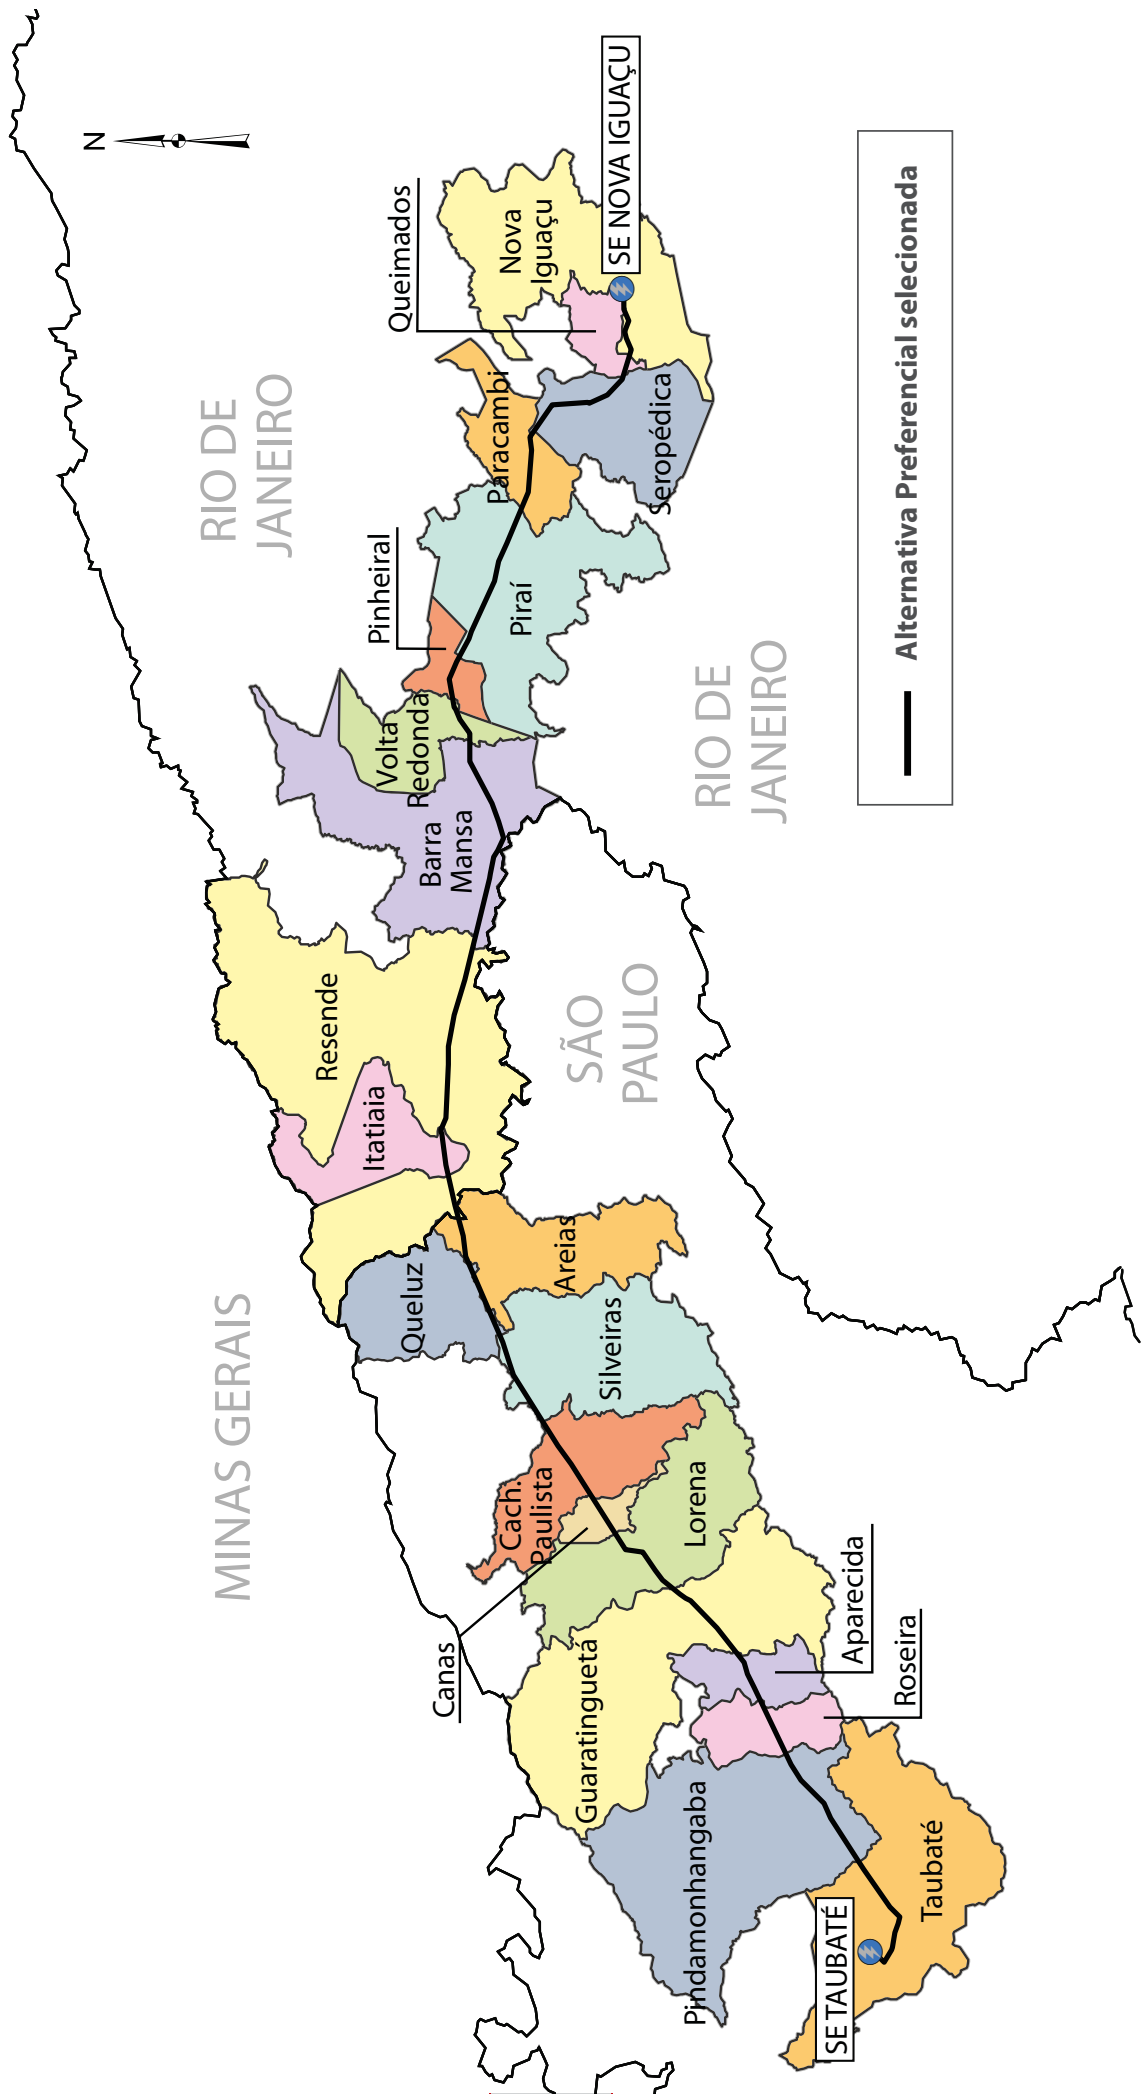 N
MINAS GERAIS
RIO DE
JANEIRO
SÃO
PAULO
RIO DE
JANEIRO
SE TAUBATÉ
Taubaté
Pindamonhangaba
Roseira
Aparecida
Guaratinguetá
Canas
Lorena
Cach.
Paulista
Silveiras
Queluz
Areias
Itatiaia
Resende
Barra
Mansa
Volta
Redonda
Pinheiral
Piraí
Paracambi
Seropédica
Queimados
Nova
Iguaçu
SE NOVA IGUAÇU
Alternativa Preferencial selecionada